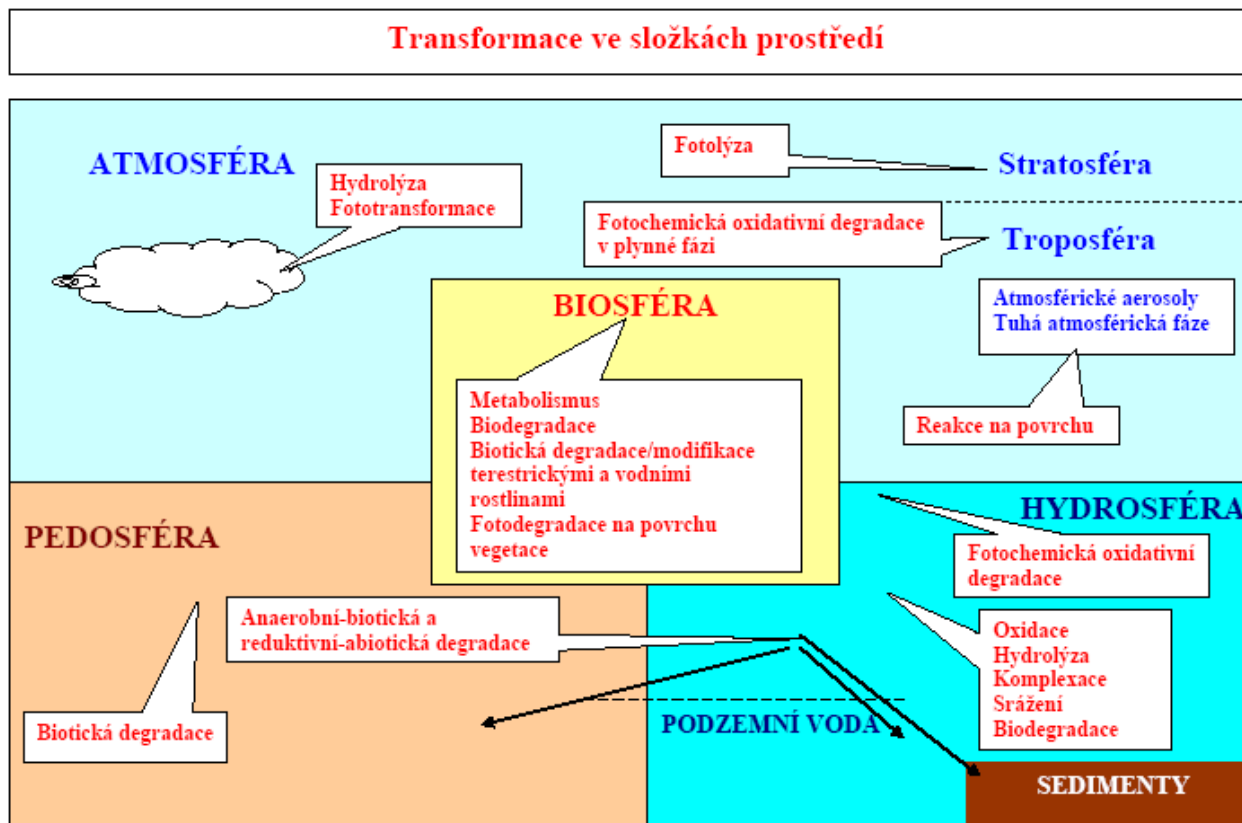 Transformace ve složkách prostředí
ATMOSFÉRA
Hydrolýza
Fototransformace
Fotolýza
Stratosféra
Fotochemická oxidativní degradace
v plynné fázi
Troposféra
Atmosférické aerosoly
Tuhá atmosférická fáze
Reakce na povrchu
BIOSFÉRA
Metabolismus
Biodegradace
Biotická degradace/modifikace
terestrickými a vodními
rostlinami
Fotodegradace na povrchu
vegetace
PEDOSFÉRA
Anaerobní-biotická a
reduktivní-abiotická degradace
Biotická degradace
HYDROSFÉRA
Fotochemická oxidativní
degradace
Oxidace
Hydrolýza
Komplexace
Srážení
Biodegradace
PODZEMNÍ VODA
SEDIMENTY